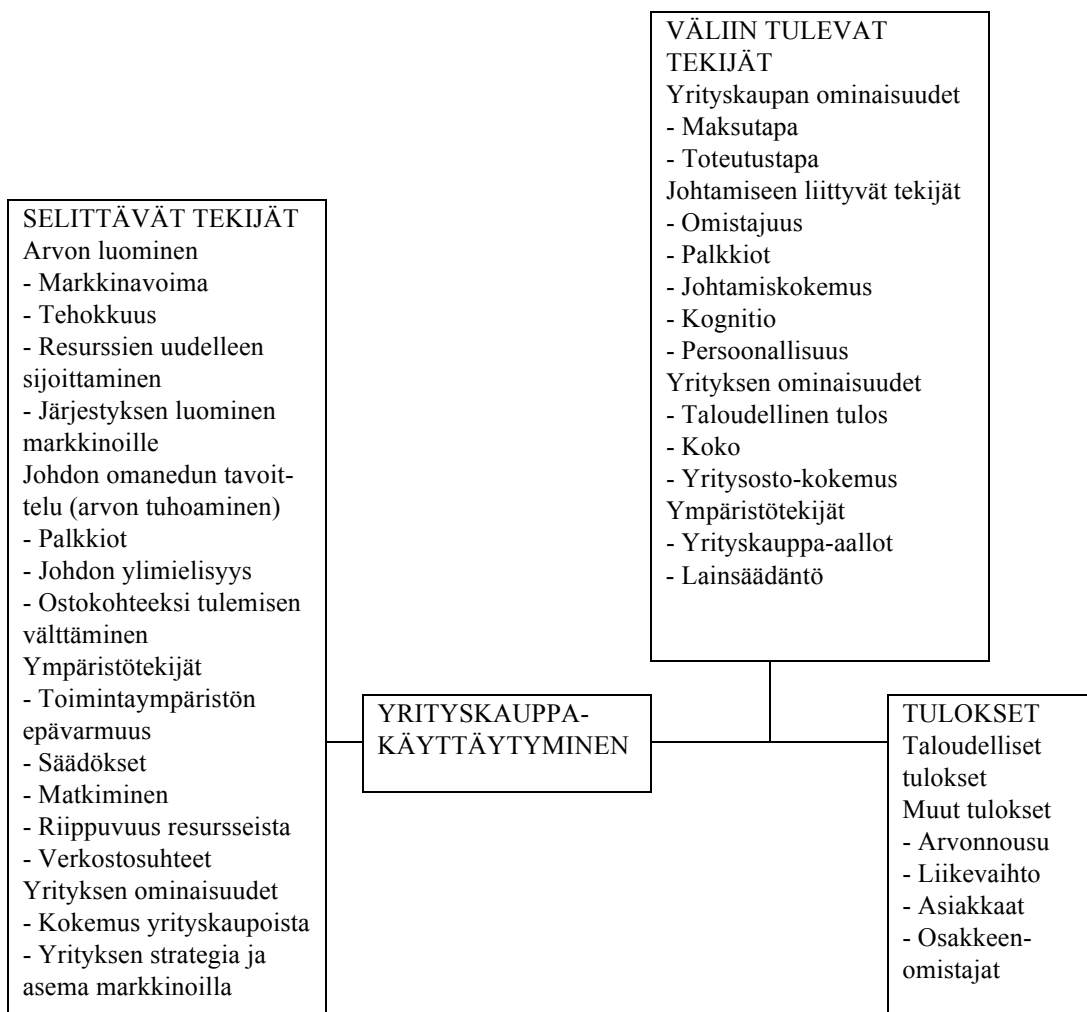 VÄLIIN TULEVAT
TEKIJÄT
Yrityskaupan ominaisuudet
- Maksutapa
- Toteutustapa
Johtamiseen liittyvät tekijät
- Omistajuus
- Palkkiot
- Johtamiskokemus
- Kognitio
- Persoonallisuus
Yrityksen ominaisuudet
- Taloudellinen tulos
- Koko
- Yritysosto-kokemus
Ympäristötekijät
- Yrityskauppa-aallot
- Lainsäädäntö
SELITTÄVÄT TEKIJÄT
Arvon luominen
- Markkinavoima
- Tehokkuus
- Resurssien uudelleen
sijoittaminen
- Järjestyksen luominen
markkinoille
Johdon omanedun tavoit-
telu (arvon tuhoaminen)
- Palkkiot
- Johdon ylimielisyys
- Ostokohteeksi tulemisen
välttäminen
Ympäristötekijät
- Toimintaympäristön
epävarmuus
- Säädökset
- Matkiminen
- Riippuvuus resursseista
- Verkostosuhteet
Yrityksen ominaisuudet
- Kokemus yrityskaupoista
- Yrityksen strategia ja
asema markkinoilla
YRITYSKAUPPA-
KÄYTTÄYTYMINEN
TULOKSET
Taloudelliset
tulokset
Muut tulokset
- Arvonnousu
- Liikevaihto
- Asiakkaat
- Osakkeen-
omistajat